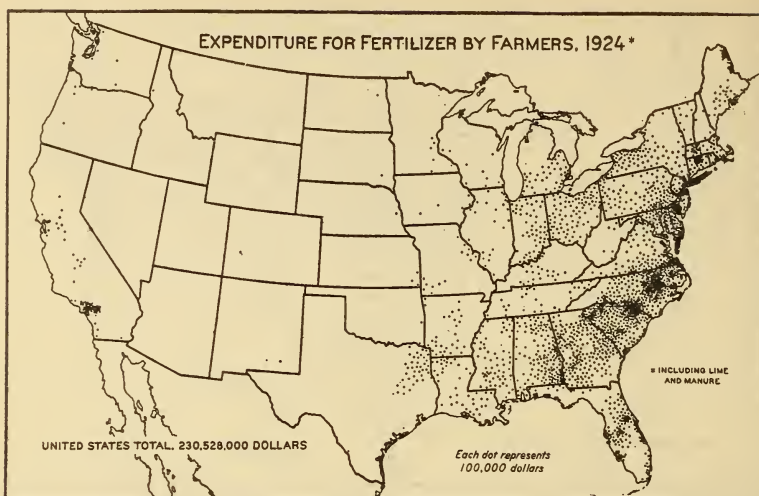 EXPENDITURE FOR FERTILIZER BY FARMERS, 1924*
* INCLUDING LIME
AND MANURE
UNITED STATES TOTAL, 230,528,000 DOLLARS
Each dot represents
100,000 dollars